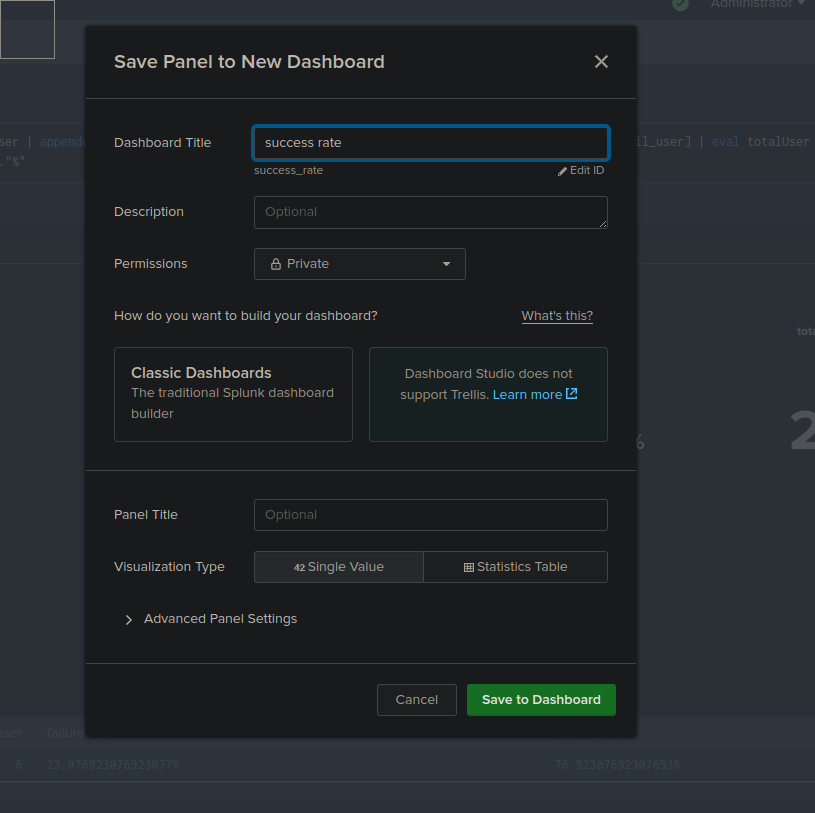 Administrator
Save Panel to New Dashboard
ser | append
Dashboard Title
success rate
il_user] | eval totalUser
."%"
success_rate
Edit ID
Description
Optional
Permissions
Private
How do you want to build your dashboard?
What's this?
tota
Classic Dashboards
The traditional Splunk dashboard
builder
Dashboard Studio does not
support Trellis. Learn more
%
2
Panel Title
Optional
Visualization Type
42 Single Value
Statistics Table
Advanced Panel Settings
Cancel
Save to Dashboard
user
failure
6
23.076923076923077%
76.92307692307693%